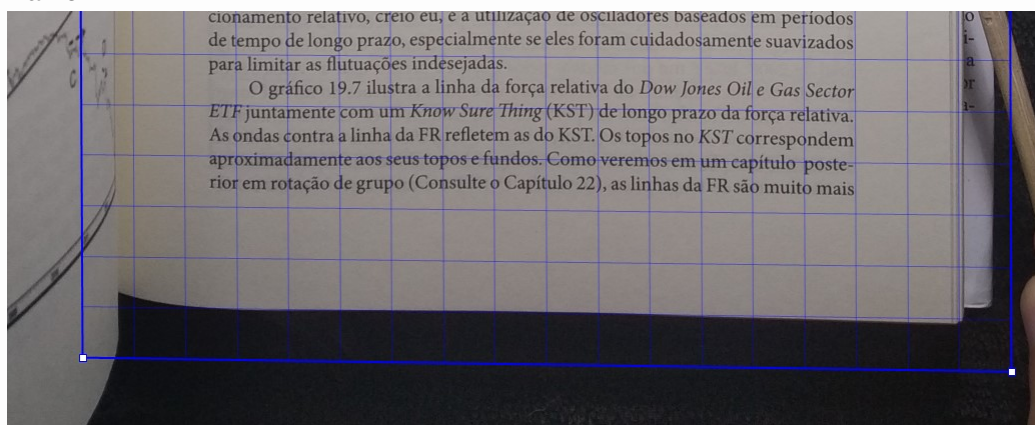 cionamento relativo, creio eu, é a utilização de osciladores baseados em períodos
de tempo de longo prazo, especialmente se eles foram cuidadosamente suavizados
para limitar as flutuações indesejadas.
O gráfico 19.7 ilustra a linha da força relativa do Dow Jones Oil e Gas Sector
ETF juntamente com um Know Sure Thing (KST) de longo prazo da força relativa.
As ondas contra a linha da FR refletem as do KST. Os topos no KST correspondem
aproximadamente aos seus topos e fundos. Como veremos em um capítulo poste-
rior em rotação de grupo (Consulte o Capítulo 22), as linhas da FR são muito mais